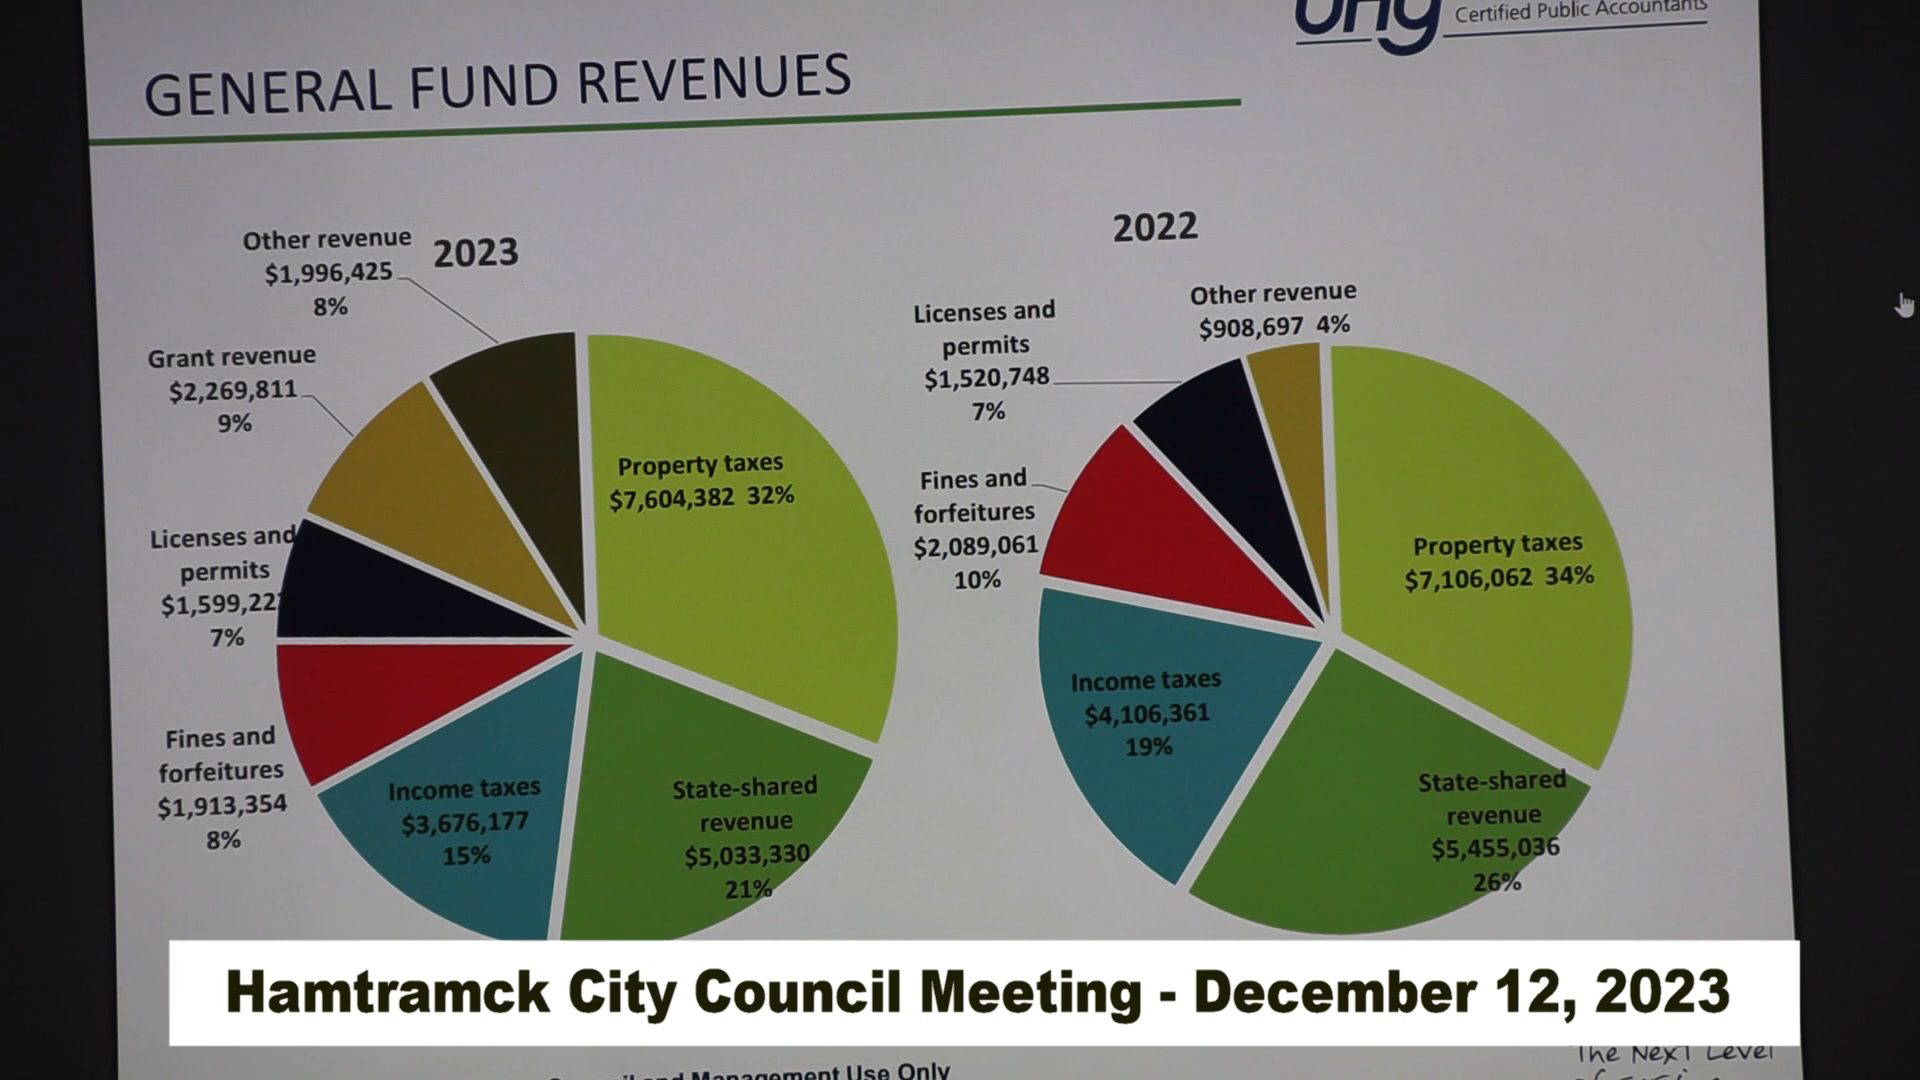 Certified Public Accountants
GENERAL FUND REVENUES
2023
Other revenue
$1,996,425
8%
Grant revenue
$2,269,811
9%
Licenses and
permits
7%
Fines and
forfeitures
$1,913,354
8%
Income taxes
$3,676,177
15%
State-shared
revenue
$5,033,330
21%
Property taxes
$7,604,382 32%
2022
Other revenue
$908,697 4%
Licenses and
permits
$1,520,748
7%
Fines and
forfeitures
$2,089,061
10%
Income taxes
$4,106,361
19%
State-shared
revenue
$5,455,036
26%
Property taxes
$7,106,062 34%
Hamtramck City Council Meeting - December 12, 2023
The Next Level
Management Use Only